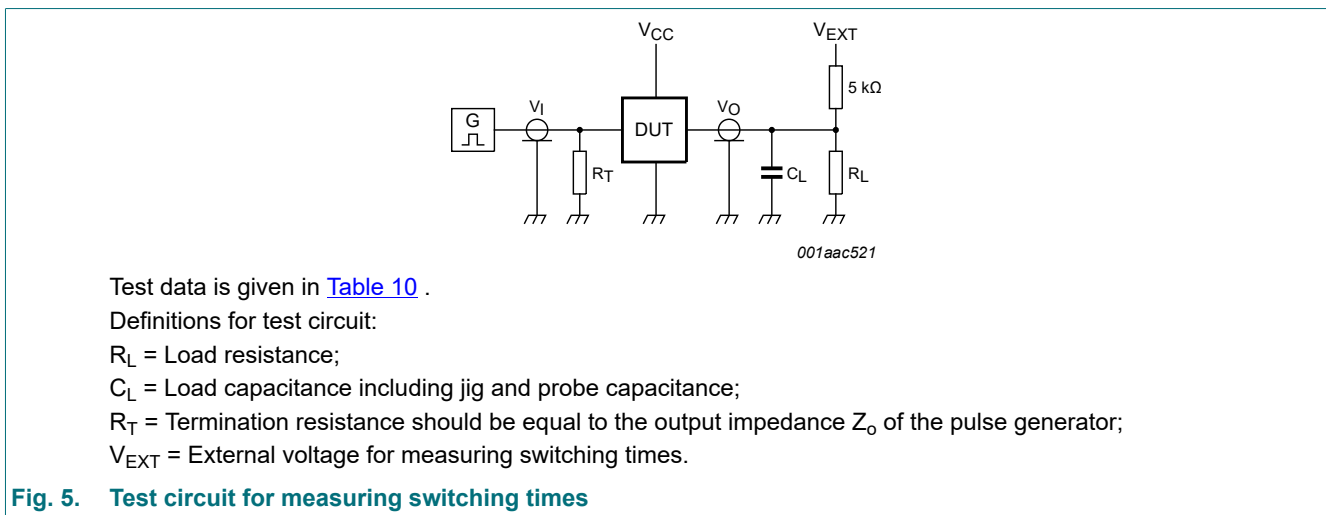 VCC VEXT
5 kΩ
G VI DUT VO
RT CL RL
001aac521
Test data is given in Table 10 .
Definitions for test circuit:
RL = Load resistance;
CL = Load capacitance including jig and probe capacitance;
RT = Termination resistance should be equal to the output impedance Zo of the pulse generator;
VEXT = External voltage for measuring switching times.
Fig. 5. Test circuit for measuring switching times